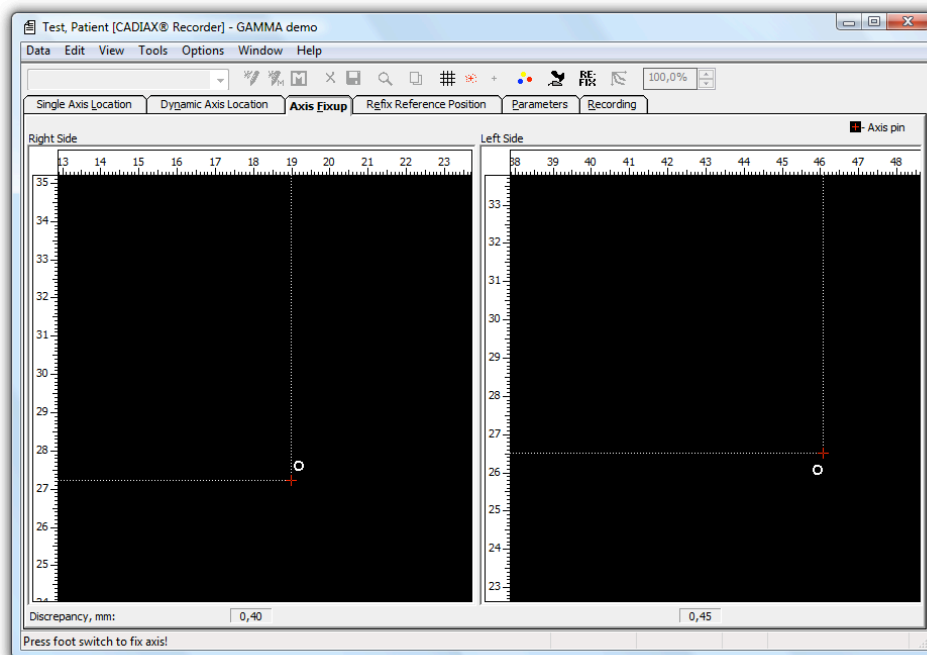 Test, Patient [CADIAX® Recorder] - GAMMA demo
Data Edit View Tools Options Window Help
RE: FIX 100,0%
Single Axis Location Dynamic Axis Location Axis Fixup Refix Reference Position Parameters Recording
- Axis pin
Right Side Left Side
13 14 15 16 17 18 19 20 21 22 23
38 39 40 41 42 43 44 45 46 47 48
35
34
33
32
31
30
29
28
27
26
25
24
33
32
31
30
29
28
27
26
25
24
23
Discrepancy, mm: 0,40 0,45
Press foot switch to fix axis!